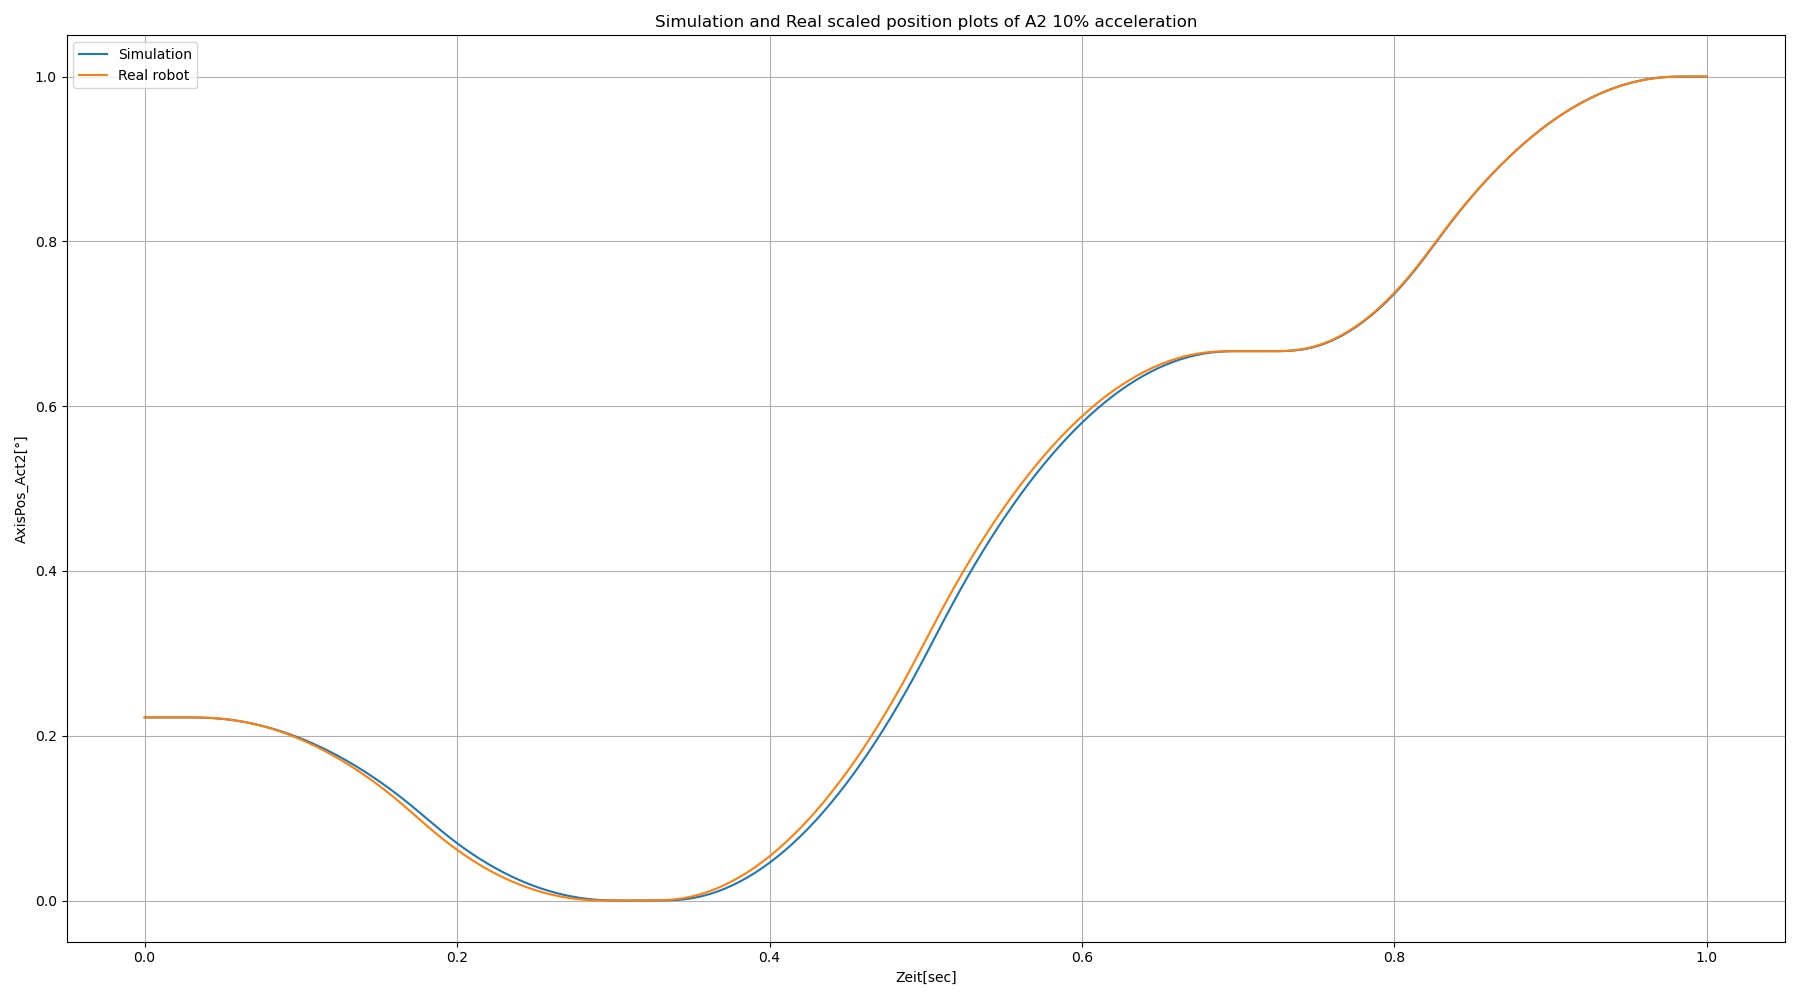 Simulation and Real scaled position plots of A2 10% acceleration
Simulation
Real robot
1.0
0.8
0.6
0.4
0.2
0.0
AxisPos_Act2[°]
0.0 0.2 0.4 0.6 0.8 1.0
Zeit[sec]